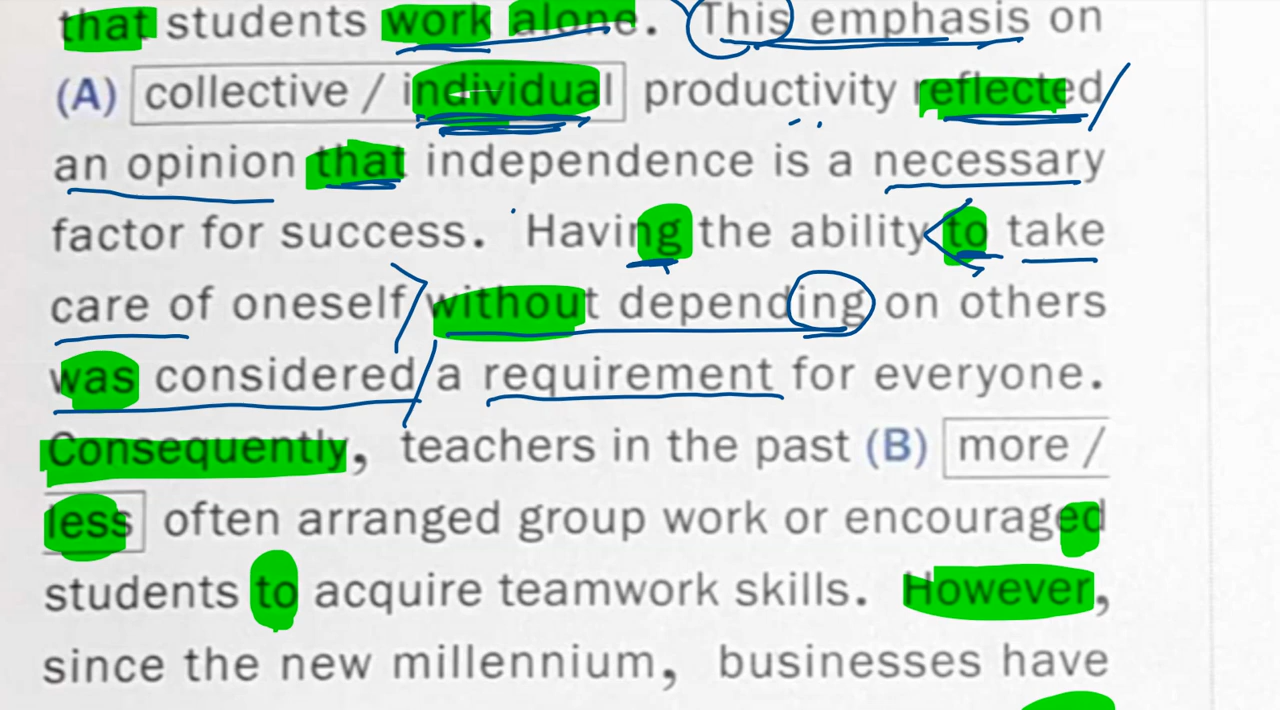 that students work alone. This emphasis on
(A) collective / individual productivity reflected
an opinion that independence is a necessary
factor for success. Having the ability to take
care of oneself without depending on others
was considered a requirement for everyone.
Consequently, teachers in the past (B) more /
less often arranged group work or encouraged
students to acquire teamwork skills. However,
since the new millennium, businesses have